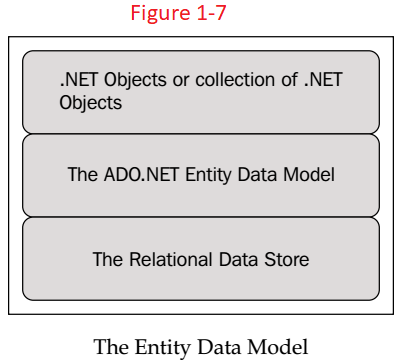 Figure 1-7
.NET Objects or collection of .NET
Objects
The ADO.NET Entity Data Model
The Relational Data Store
The Entity Data Model